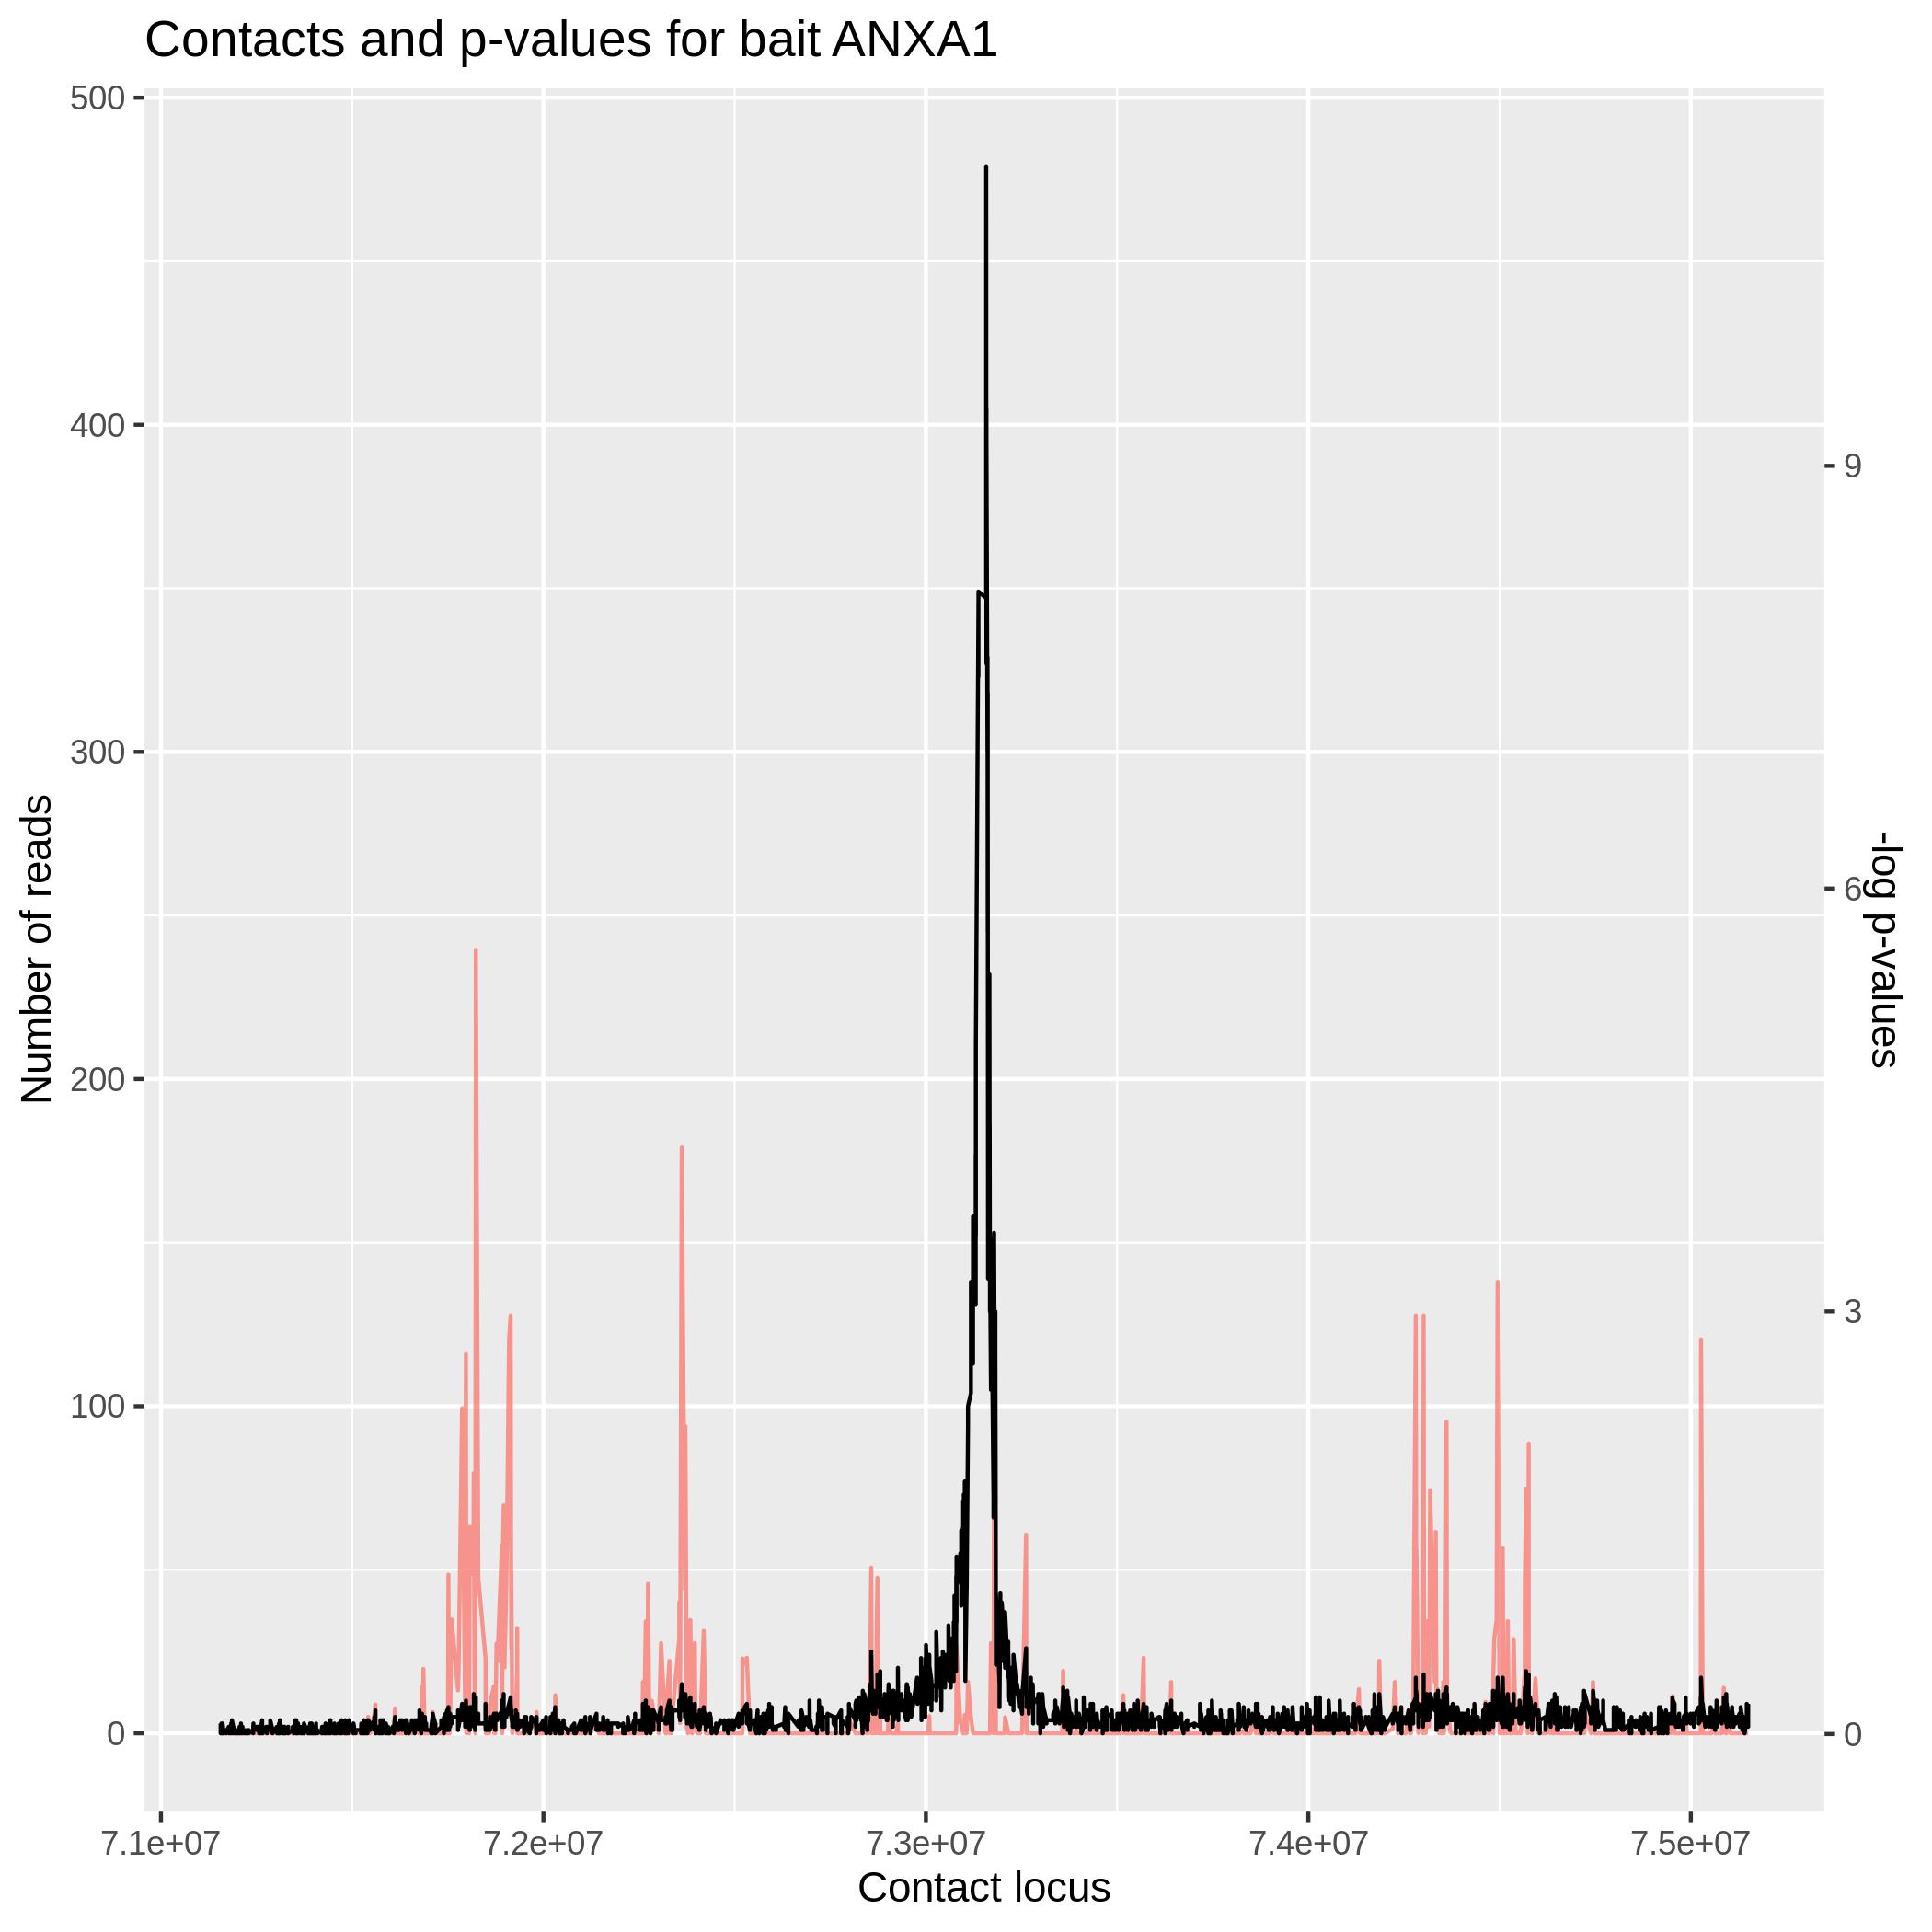 Contacts and p-values for bait ANXA1
500
400
300
200
100
0
Number of reads
9
6
3
0
-log p-values
7.1e+07 7.2e+07 7.3e+07 7.4e+07 7.5e+07
Contact locus